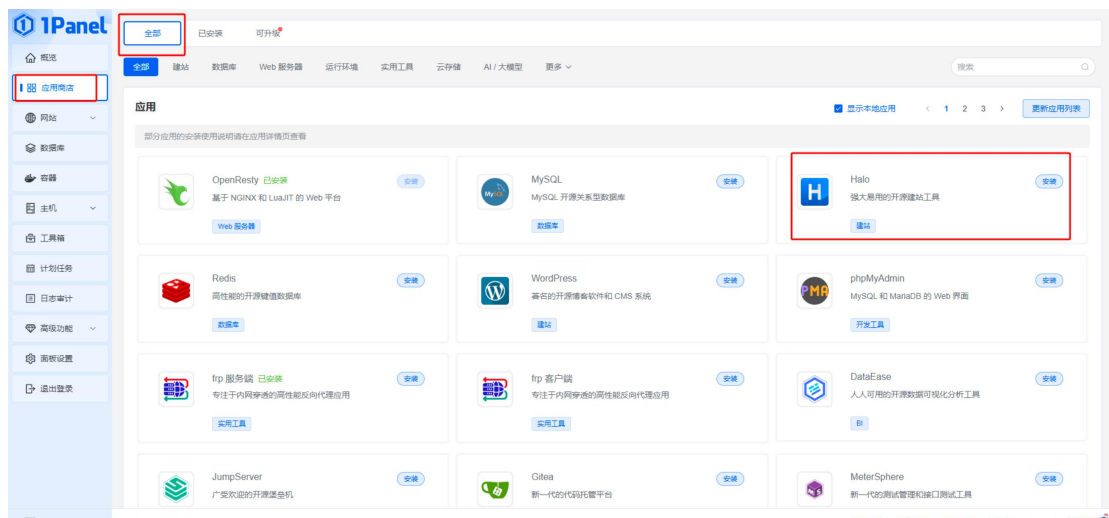 1Panel
概览
应用商店
网站
数据库
容器
主机
工具箱
计划任务
日志审计
高级功能
面板设置
退出登录
全部 已安装 可升级
全部 建站 数据库 Web 服务器 运行环境 实用工具 云存储 AI / 大模型 更多
搜索
应用
显示本地应用 1 2 3 更新应用列表
部分应用的安装使用说明请在应用详情页查看
OpenResty 已安装 安装
基于 NGINX 和 LuaJIT 的 Web 平台
Web 服务器
MySQL
MySQL 安装
MySQL 开源关系型数据库
数据库
H
Halo 安装
强大易用的开源建站工具
建站
Redis 安装
高性能的开源键值数据库
数据库
WordPress 安装
著名的开源博客软件和 CMS 系统
建站
PMA
phpMyAdmin 安装
MySQL 和 MariaDB 的 Web 界面
开发工具
frp 服务端 已安装 安装
专注于内网穿透的高性能反向代理应用
实用工具
frp 客户端 安装
专注于内网穿透的高性能反向代理应用
实用工具
DataEase 安装
人人可用的开源数据可视化分析工具
BI
JumpServer 安装
广受欢迎的开源堡垒机
Gitea 安装
新一代的代码托管平台
MeterSphere 安装
新一代的测试管理和接口测试工具